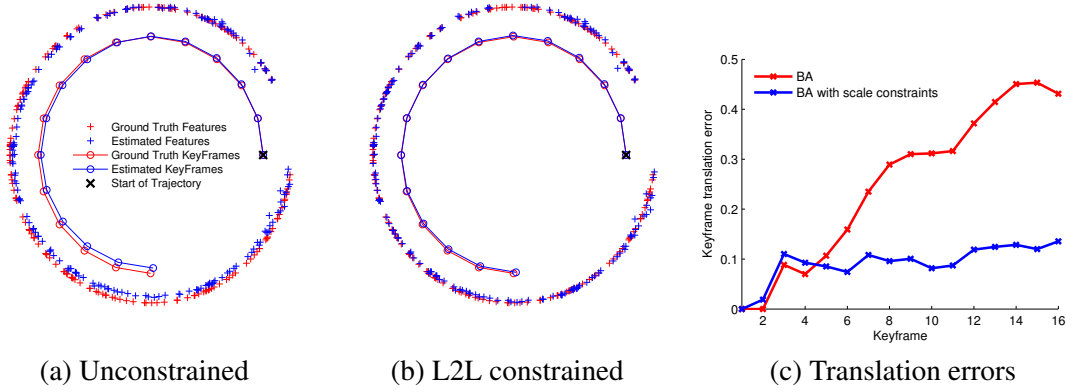 Ground Truth Features
Estimated Features
Ground Truth KeyFrames
Estimated KeyFrames
Start of Trajectory
BA
BA with scale constraints
Keyframe translation error
0.5
0.4
0.3
0.2
0.1
0
2 4 6 8 10 12 14 16
Keyframe
(a) Unconstrained
(b) L2L constrained
(c) Translation errors